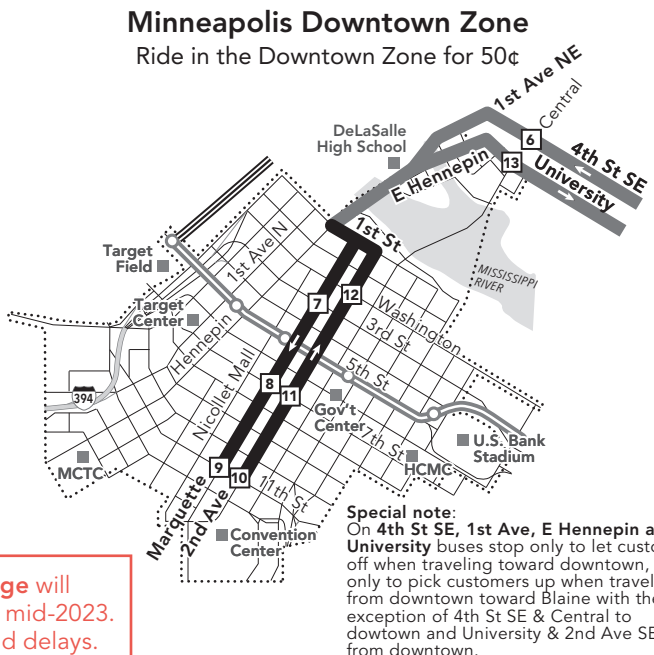 Minneapolis Downtown Zone
Ride in the Downtown Zone for 50¢
1st Ave NE
Central
6
DeLaSalle
High School
4th St SE
13
University
E Hennepin
1st St
MISSISSIPPI
RIVER
Target
Field
1st Ave N
7
12
Washington
Target
Center
Hennepin
3rd St
5th St
Nicollet Mall
8
11
394
Gov't
Center
7th St
U.S. Bank
Stadium
HCMC
MCTC
9
10
11th St
Marquette
2nd Ave
Convention
Center
Special note:
On 4th St SE, 1st Ave, E Hennepin a
University buses stop only to let custo
off when traveling toward downtown,
only to pick customers up when travel
from downtown toward Blaine with the
exception of 4th St SE & Central to
dowtown and University & 2nd Ave SE
from downtown.
ge will
mid-2023.
d delays.